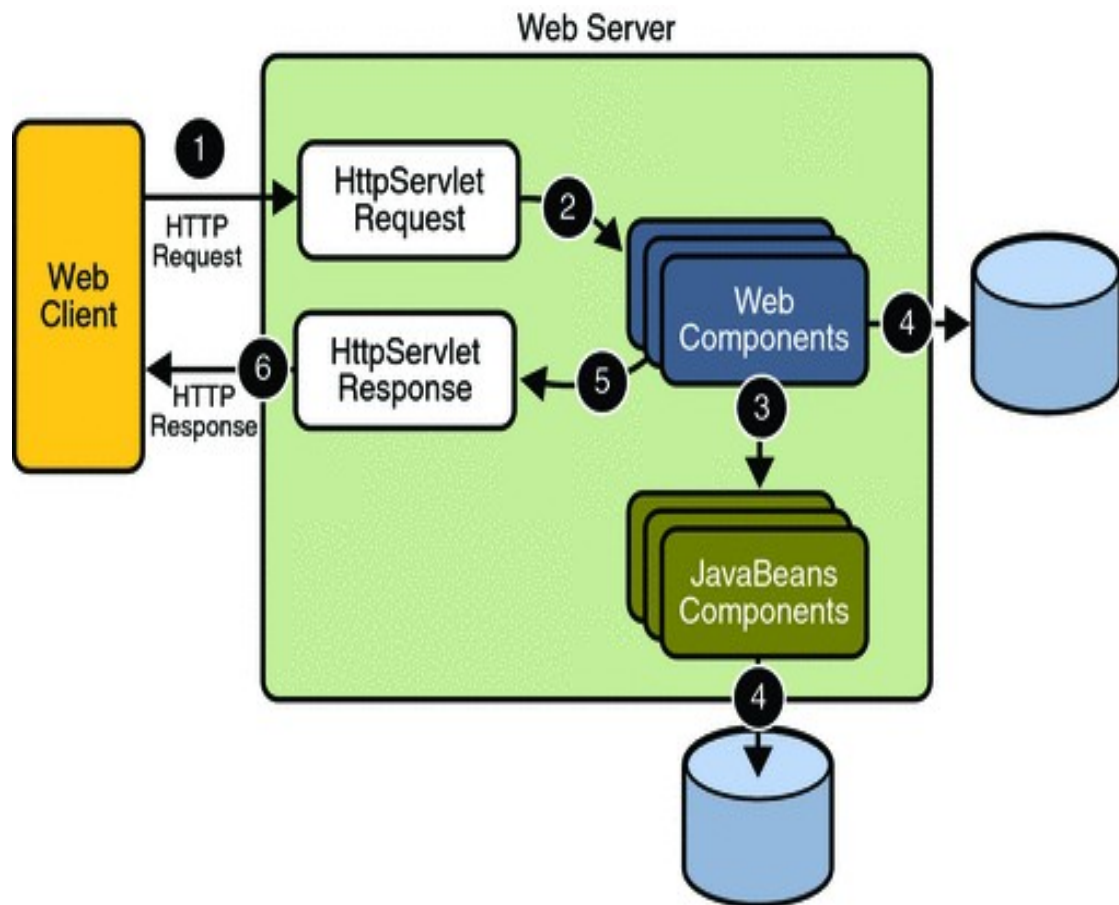 Web Server
1
HTTP
Request
HttpServlet
Request
2
Web
Client
Web
Components
4
6
HTTP
Response
HttpServlet
Response
5
3
JavaBeans
Components
4